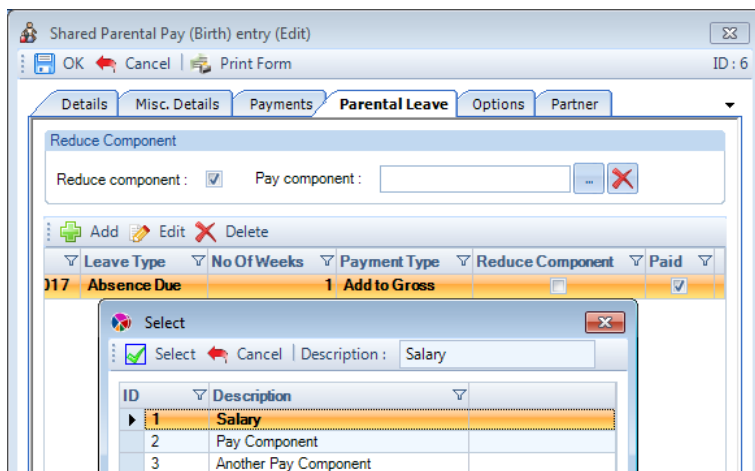 Shared Parental Pay (Birth) entry (Edit)
OK Cancel Print Form ID : 6
Details Misc. Details Payments Parental Leave Options Partner
Reduce Component
Reduce component : Pay component : ...
Add Edit Delete
Leave Type No Of Weeks Payment Type Reduce Component Paid
017 Absence Due 1 Add to Gross
Select
Select Cancel Description : Salary
ID Description
1 Salary
2 Pay Component
3 Another Pay Component